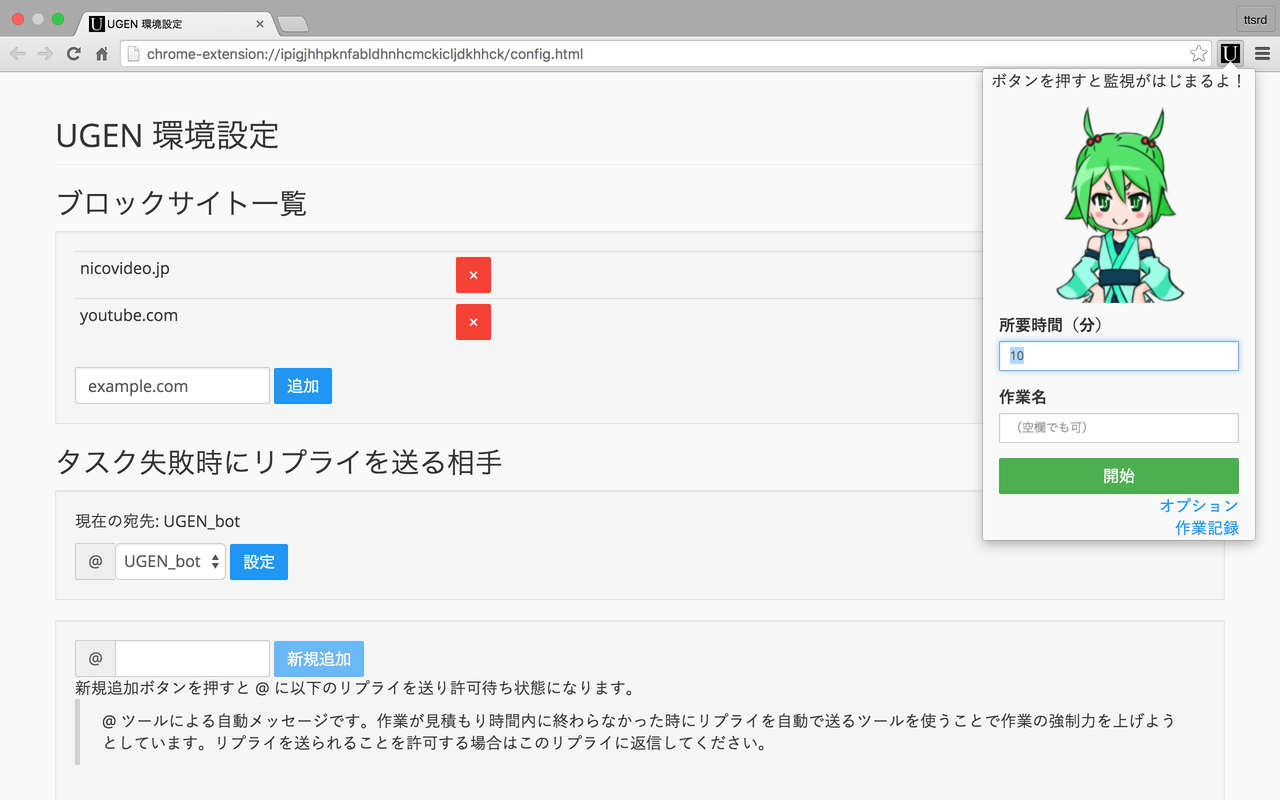 UGEN 環境設定
ttsrd
chrome-extension://ipigjhhpknfabldhnhcmckicljdkhhck/config.html
U
UGEN 環境設定
ブロックサイト一覧
nicovideo.jp
×
youtube.com
×
example.com
追加
タスク失敗時にリプライを送る相手
現在の宛先: UGEN_bot
@ UGEN_bot 設定
@ 新規追加
新規追加ボタンを押すと @ に以下のリプライを送り許可待ち状態になります。
@ ツールによる自動メッセージです。作業が見積もり時間内に終わらなかった時にリプライを自動で送るツールを使うことで作業の強制力を上げよう
としています。リプライを送られることを許可する場合はこのリプライに返信してください。
ボタンを押すと監視がはじまるよ！
所要時間（分）
10
作業名
（空欄でも可）
開始
オプション
作業記録